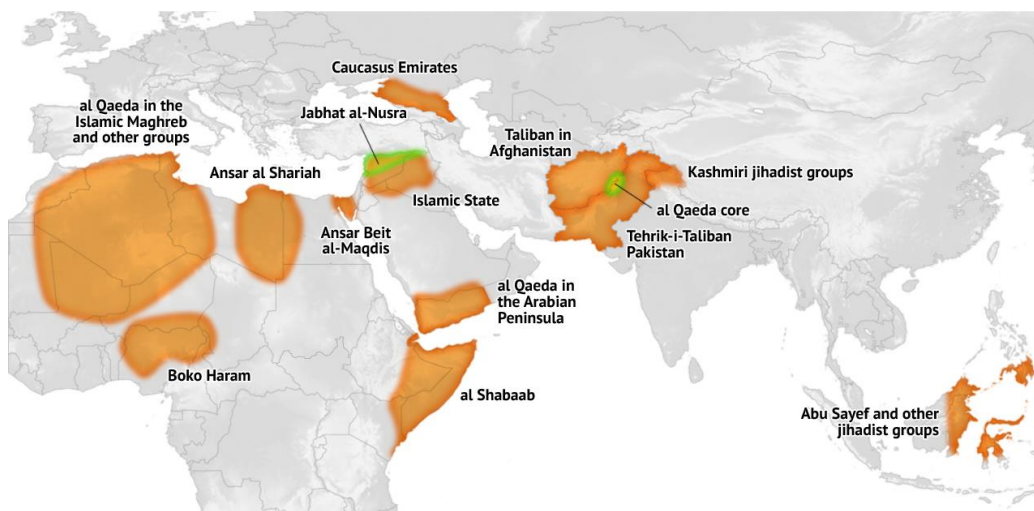 Caucasus Emirates
al Qaeda in the
Islamic Maghreb
and other groups
Jabhat al-Nusra
Taliban in
Afghanistan
Ansar al Shariah
Kashmiri jihadist groups
Islamic State
al Qaeda core
Ansar Beit
al-Maqdis
Tehrik-i-Taliban
Pakistan
al Qaeda in
the Arabian
Peninsula
Boko Haram
al Shabaab
Abu Sayef and other
jihadist groups